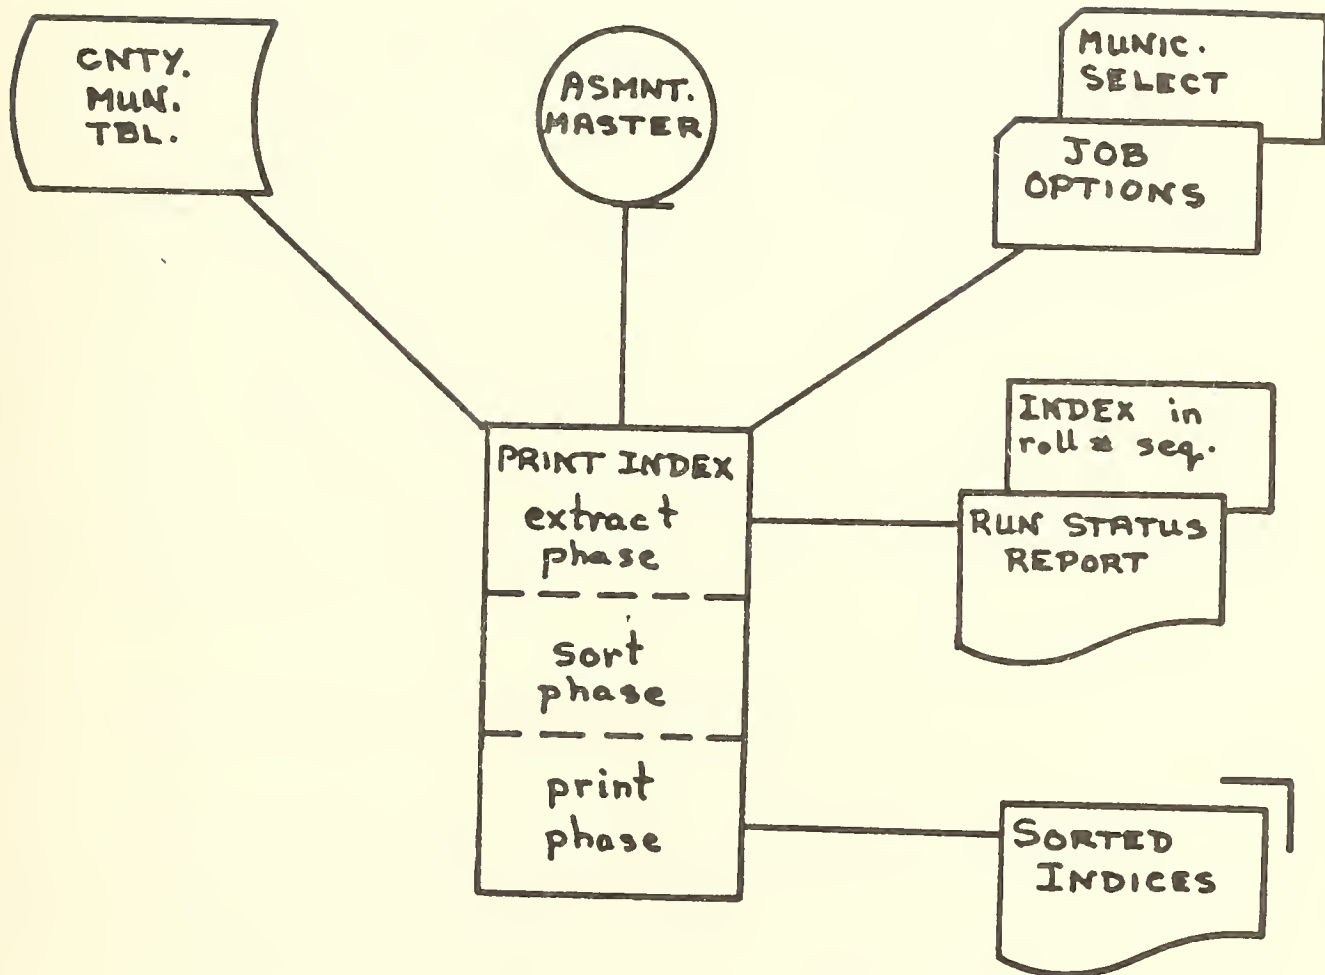 CNTY.
MUN.
TBL.
ASMNT.
MASTER
MUNIC.
SELECT
JOB
OPTIONS
PRINT INDEX
extract
phase
sort
phase
print
phase
INDEX in
roll # seq.
RUN STATUS
REPORT
SORTED
INDICES